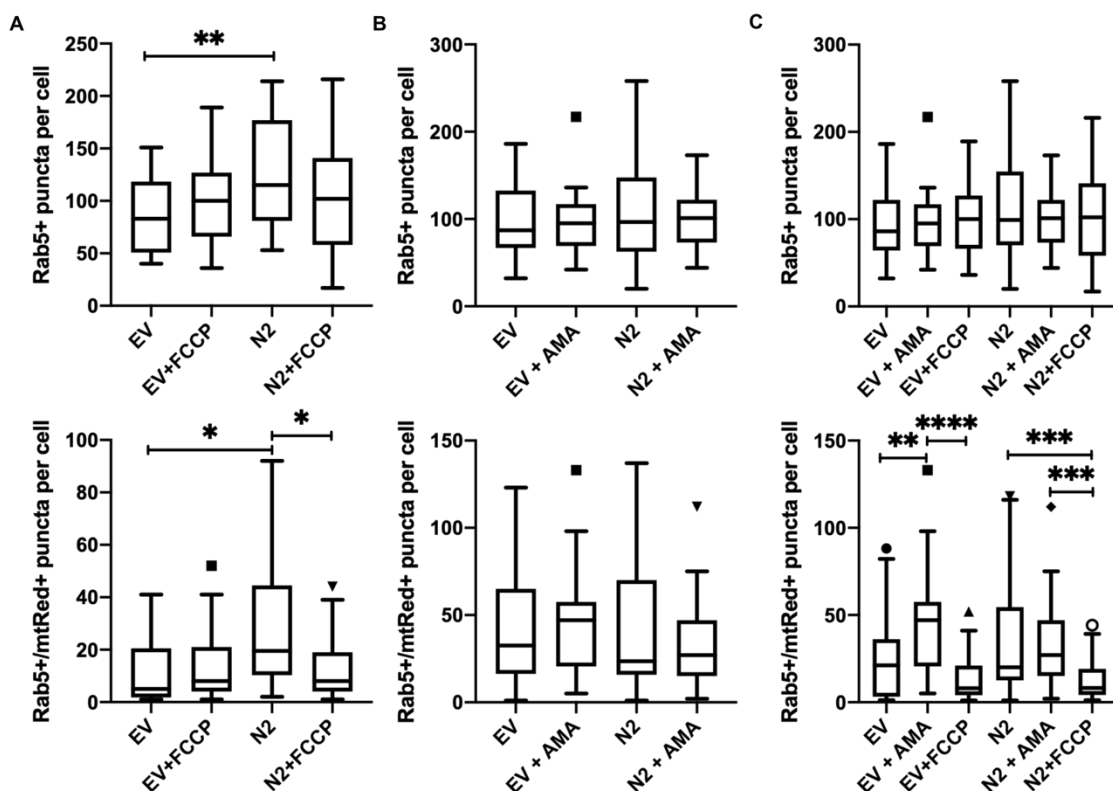 A
B
C
**
Rab5+ puncta per cell
250
200
150
100
50
0
EV
EV+FCCP
N2
N2+FCCP
Rab5+ puncta per cell
300
200
100
0
EV
EV + AMA
N2
N2 + AMA
Rab5+ puncta per cell
300
200
100
0
EV
EV + AMA
EV+FCCP
N2
N2 + AMA
N2+FCCP
* *
Rab5+/mtRed+ puncta per cell
100
80
60
40
20
0
EV
EV+FCCP
N2
N2+FCCP
Rab5+/mtRed+ puncta per cell
150
100
50
0
EV
EV + AMA
N2
N2 + AMA
** **** *** ***
Rab5+/mtRed+ puncta per cell
150
100
50
0
EV
EV + AMA
EV+FCCP
N2
N2 + AMA
N2+FCCP